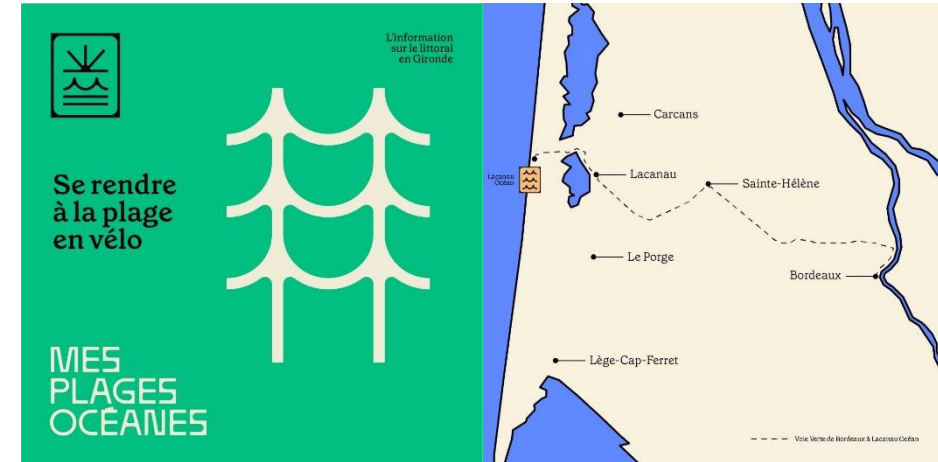 L'information
sur le littoral
en Gironde
Se rendre
à la plage
en vélo
MES
PLAGES
OCÉANES
Carcans
Lacanau
Océan
Lacanau
Sainte-Hélène
Le Porge
Bordeaux
Lège-Cap-Ferret
Voie Verte de Bordeaux à Lacanau Océan